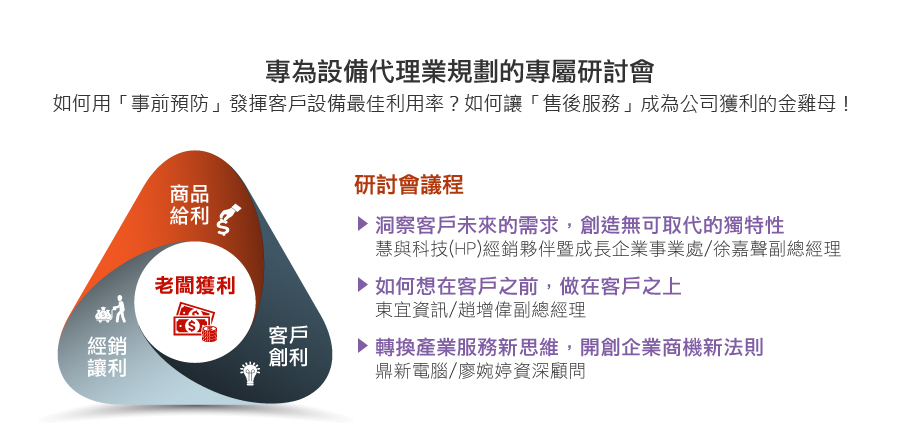 專為設備代理業規劃的專屬研討會
如何用「事前預防」發揮客戶設備最佳利用率？如何讓「售後服務」成為公司獲利的金雞母！
商品
給利
老闆獲利
經銷
讓利
客戶
創利
研討會議程
洞察客戶未來的需求，創造無可取代的獨特性
慧與科技(HP)經銷夥伴暨成長企業事業處/徐嘉聲副總經理
如何想在客戶之前，做在客戶之上
東宜資訊/趙增偉副總經理
轉換產業服務新思維，開創企業商機新法則
鼎新電腦/廖婉婷資深顧問